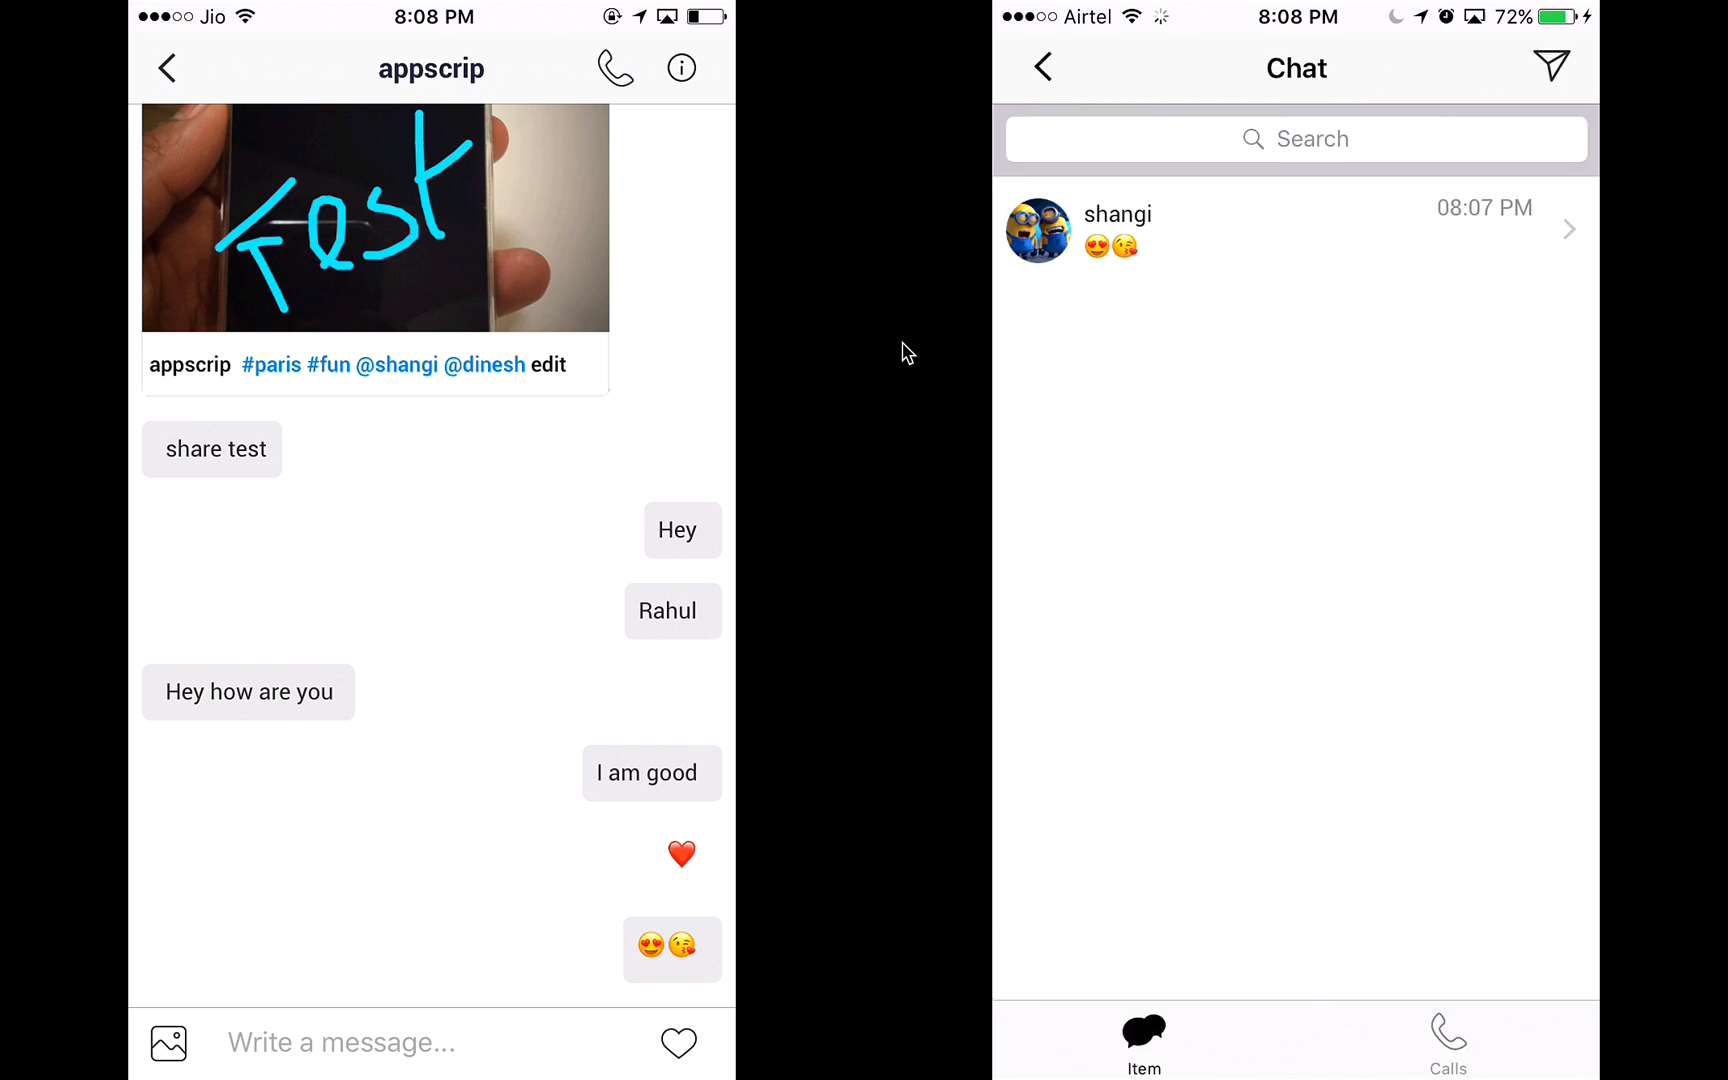 Jio 8:08 PM
appscrip
Test
appscrip #paris #fun @shangi @dinesh edit
share test
Hey
Rahul
Hey how are you
I am good
❤️
😍😘
Write a message...
Airtel 8:08 PM 72%
Chat
Search
shangi 08:07 PM
😍😘
Item Calls